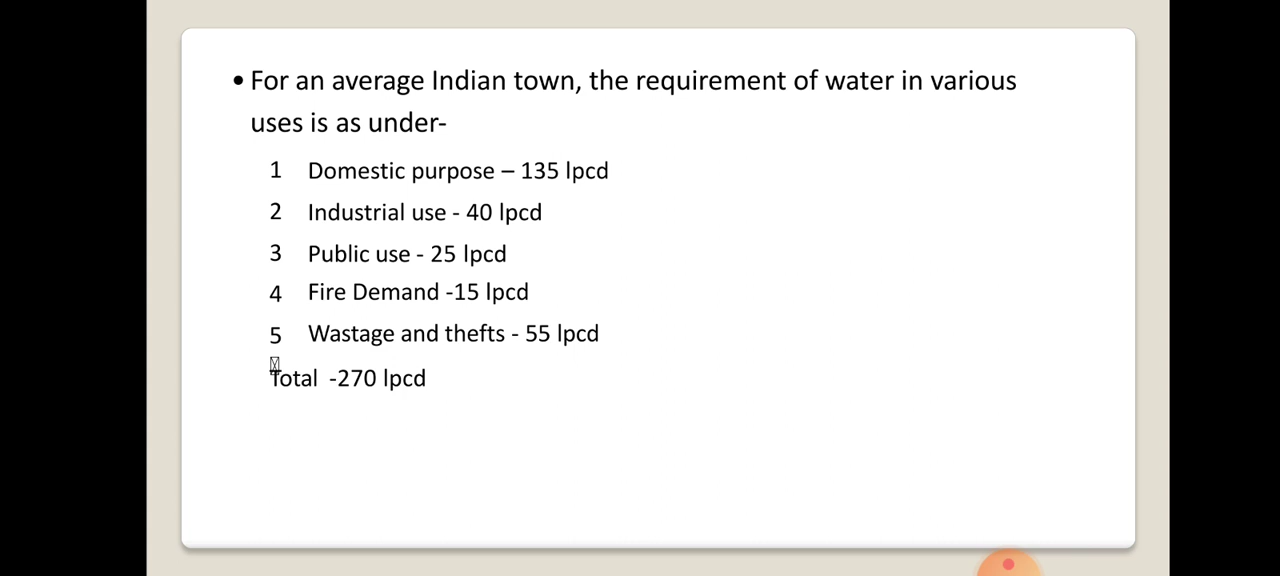 • For an average Indian town, the requirement of water in various
uses is as under-
1 Domestic purpose – 135 lpcd
2 Industrial use - 40 lpcd
3 Public use - 25 lpcd
4 Fire Demand -15 lpcd
5 Wastage and thefts - 55 lpcd
Total -270 lpcd